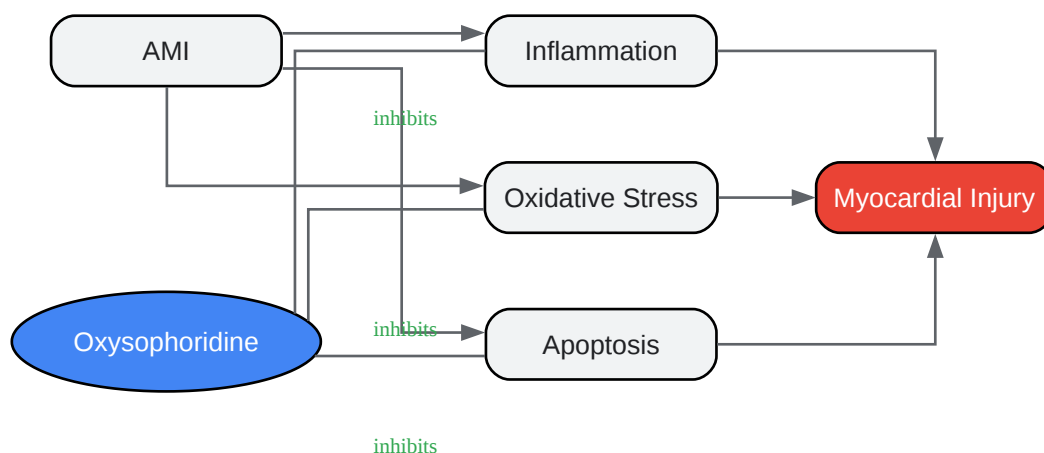 AMI
Inflammation
inhibits
Oxidative Stress
Myocardial Injury
inhibits
Oxysophoridine
Apoptosis
inhibits